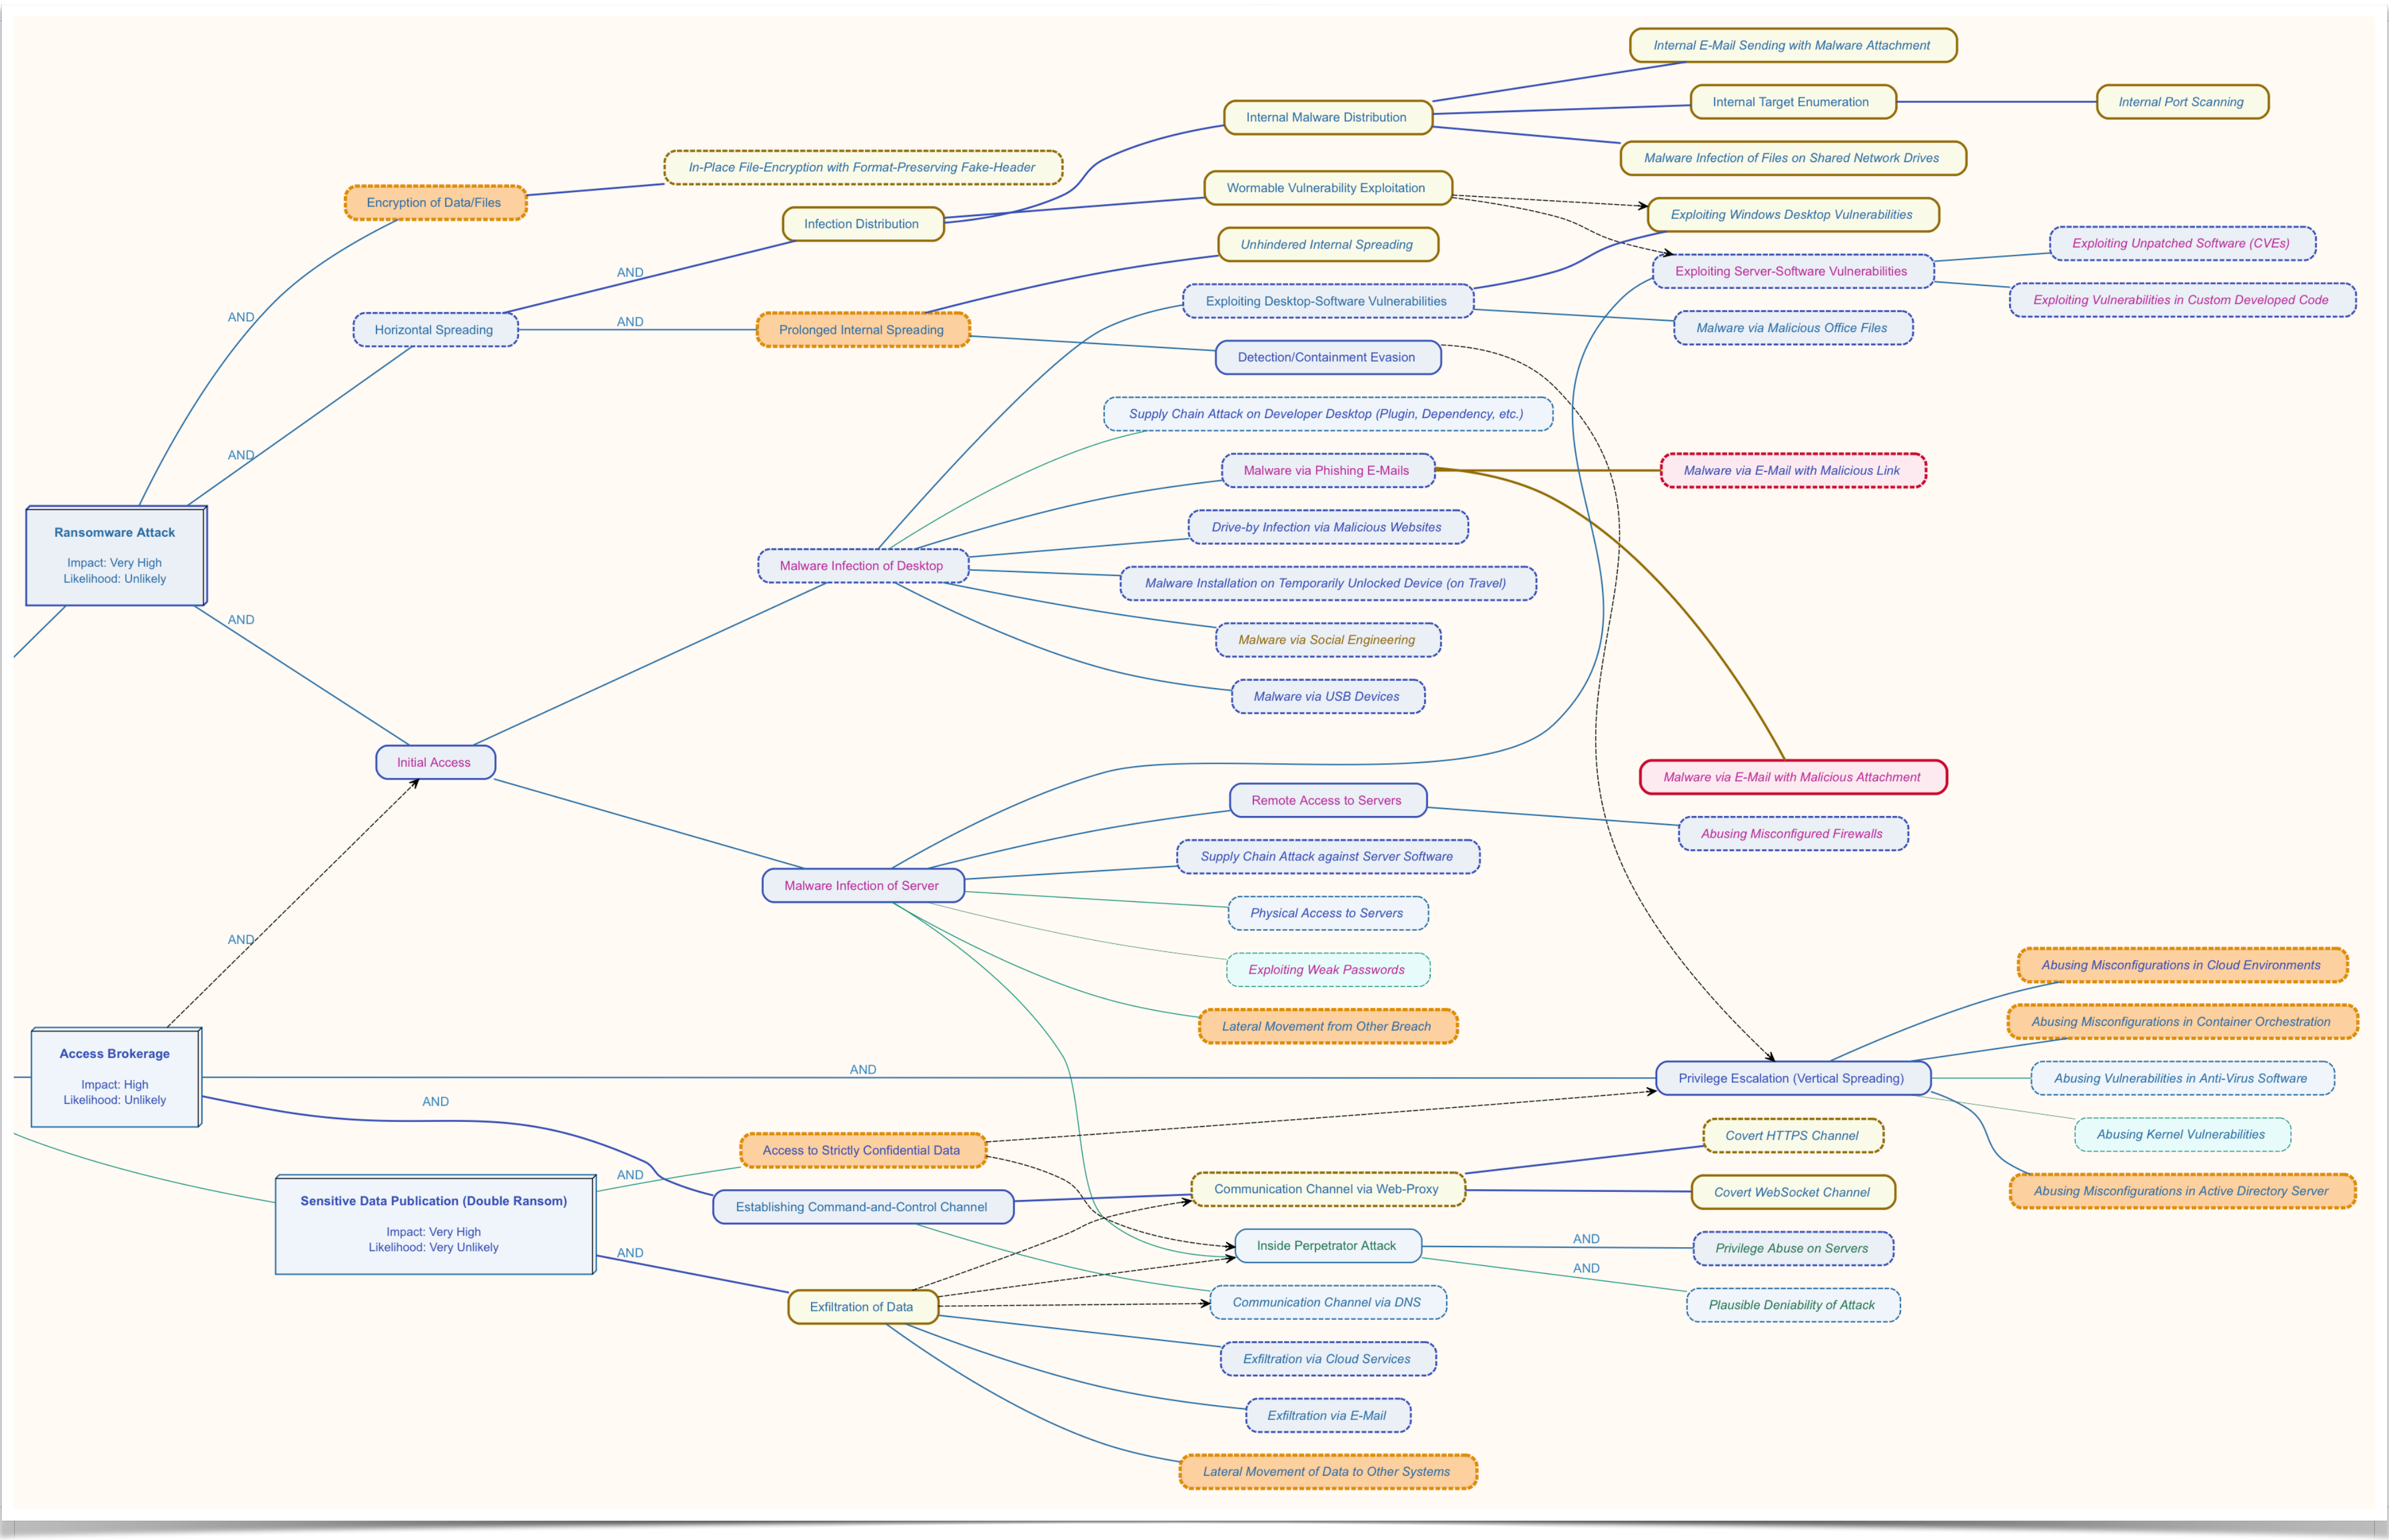 Internal E-Mail Sending with Malware Attachment
Internal Malware Distribution
Internal Target Enumeration
Internal Port Scanning
In-Place File-Encryption with Format-Preserving Fake-Header
Malware Infection of Files on Shared Network Drives
Encryption of Data/Files
Wormable Vulnerability Exploitation
Infection Distribution
Exploiting Windows Desktop Vulnerabilities
Unhindered Internal Spreading
Exploiting Unpatched Software (CVEs)
AND
Exploiting Server-Software Vulnerabilities
Exploiting Desktop-Software Vulnerabilities
Exploiting Vulnerabilities in Custom Developed Code
AND
Horizontal Spreading
AND
Prolonged Internal Spreading
Malware via Malicious Office Files
Detection/Containment Evasion
Supply Chain Attack on Developer Desktop (Plugin, Dependency, etc.)
AND
Malware via Phishing E-Mails
Malware via E-Mail with Malicious Link
Ransomware Attack
Impact: Very High
Likelihood: Unlikely
Drive-by Infection via Malicious Websites
Malware Infection of Desktop
Malware Installation on Temporarily Unlocked Device (on Travel)
AND
Malware via Social Engineering
Malware via USB Devices
Initial Access
Malware via E-Mail with Malicious Attachment
Remote Access to Servers
Abusing Misconfigured Firewalls
Supply Chain Attack against Server Software
Malware Infection of Server
Physical Access to Servers
AND
Exploiting Weak Passwords
Abusing Misconfigurations in Cloud Environments
Lateral Movement from Other Breach
Abusing Misconfigurations in Container Orchestration
Access Brokerage
Impact: High
Likelihood: Unlikely
AND
Privilege Escalation (Vertical Spreading)
Abusing Vulnerabilities in Anti-Virus Software
AND
Abusing Kernel Vulnerabilities
Access to Strictly Confidential Data
Covert HTTPS Channel
AND
Communication Channel via Web-Proxy
Covert WebSocket Channel
Abusing Misconfigurations in Active Directory Server
Sensitive Data Publication (Double Ransom)
Impact: Very High
Likelihood: Very Unlikely
Establishing Command-and-Control Channel
AND
Inside Perpetrator Attack
AND
Privilege Abuse on Servers
AND
Plausible Deniability of Attack
Exfiltration of Data
Communication Channel via DNS
Exfiltration via Cloud Services
Exfiltration via E-Mail
Lateral Movement of Data to Other Systems